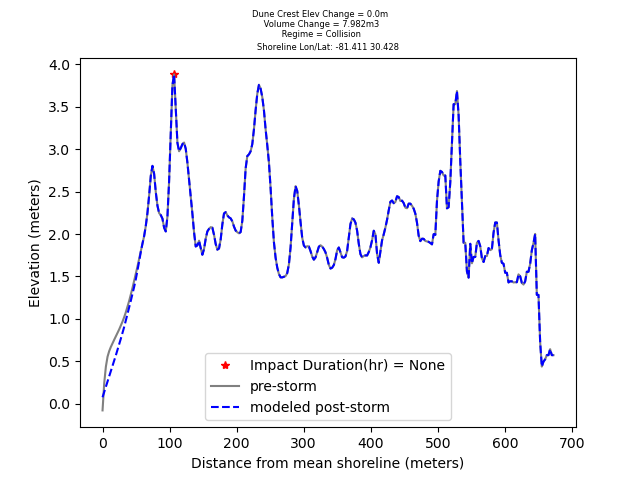 Dune Crest Elev Change = 0.0m
Volume Change = 7.982m3
Regime = Collision
Shoreline Lon/Lat: -81.411 30.428
4.0
3.5
3.0
2.5
2.0
1.5
1.0
0.5
0.0
Elevation (meters)
Impact Duration(hr) = None
pre-storm
modeled post-storm
0 100 200 300 400 500 600 700
Distance from mean shoreline (meters)